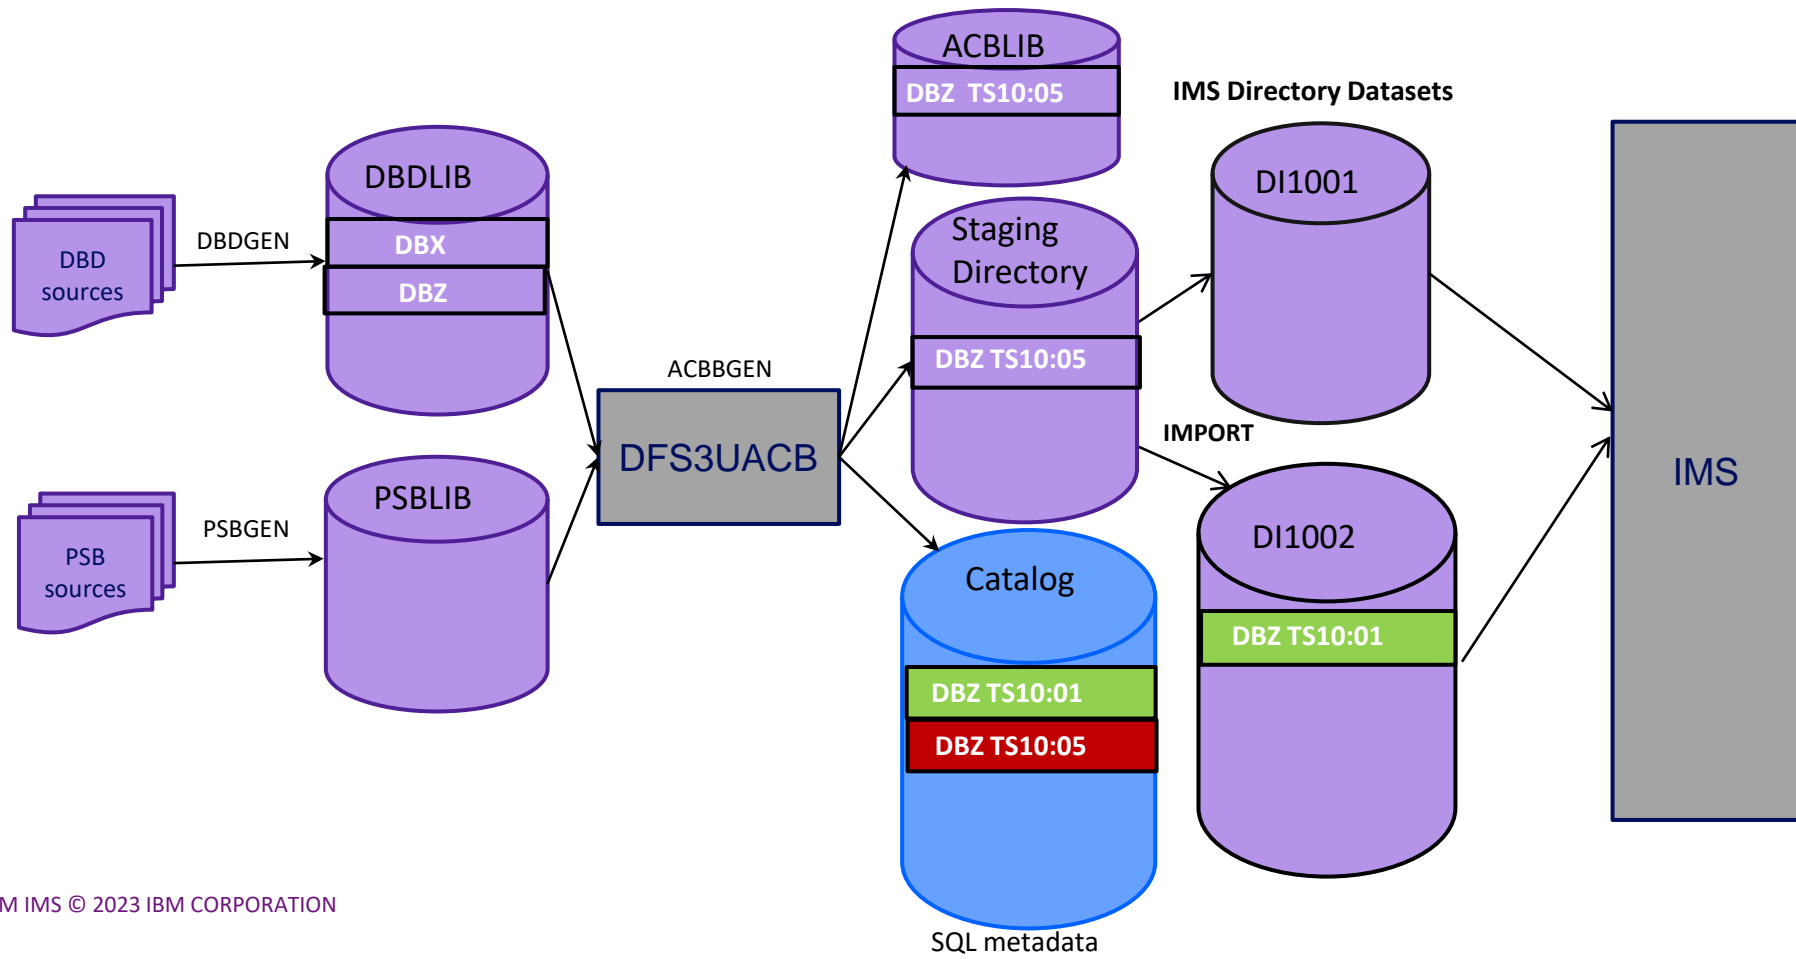 ACBLIB
DBZ  TS10:05
IMS Directory Datasets
DBDLIB
DBX
DBZ
DBDGEN
DBD
sources
Staging
Directory
DBZ TS10:05
DI1001
ACBBGEN
DFS3UACB
IMPORT
IMS
PSBLIB
PSBGEN
PSB
sources
DI1002
DBZ TS10:01
Catalog
DBZ TS10:01
DBZ TS10:05
M IMS © 2023 IBM CORPORATION
SQL metadata